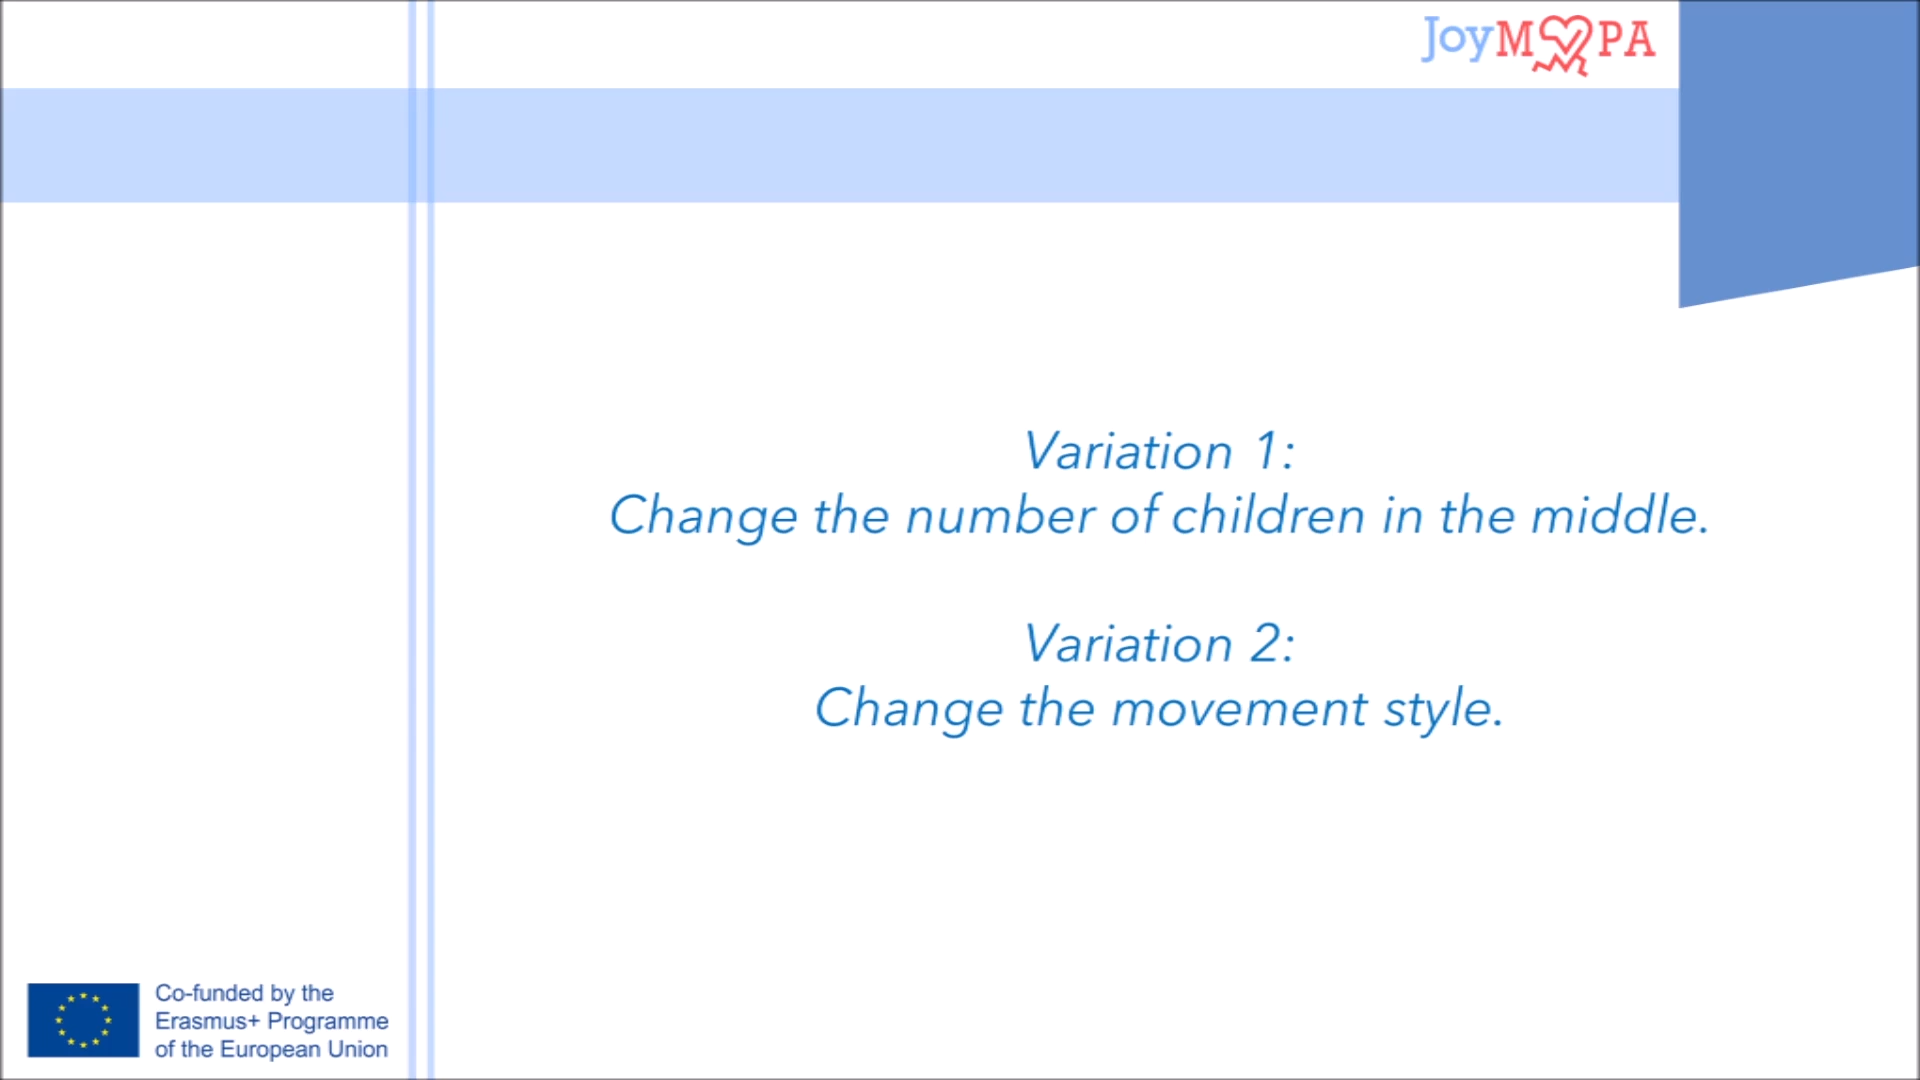 JoyMOPA
Variation 1:
Change the number of children in the middle.
Variation 2:
Change the movement style.
Co-funded by the
Erasmus+ Programme
of the European Union